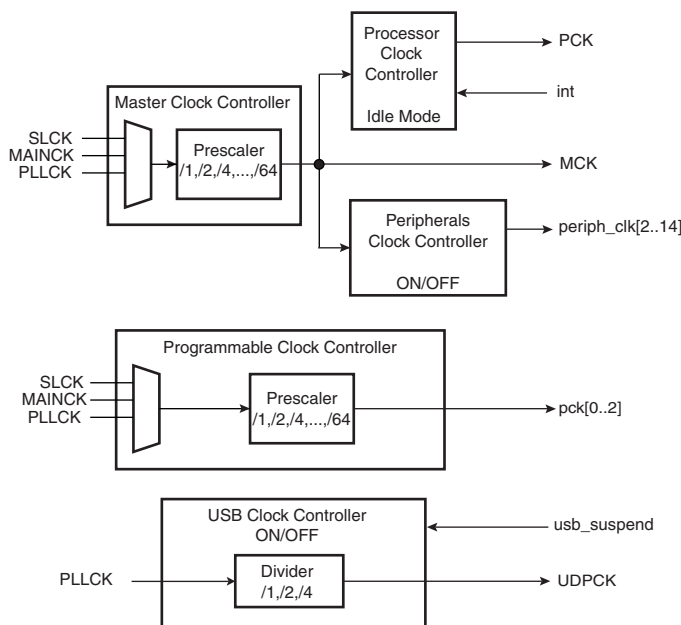 Processor
Clock
Controller
Idle Mode
PCK
int
Master Clock Controller
SLCK
MAINCK
PLLCK
Prescaler
/1,/2,/4,...,/64
MCK
Peripherals
Clock Controller
ON/OFF
periph_clk[2..14]
Programmable Clock Controller
SLCK
MAINCK
PLLCK
Prescaler
/1,/2,/4,...,/64
pck[0..2]
USB Clock Controller
ON/OFF
usb_suspend
PLLCK
Divider
/1,/2,/4
UDPCK